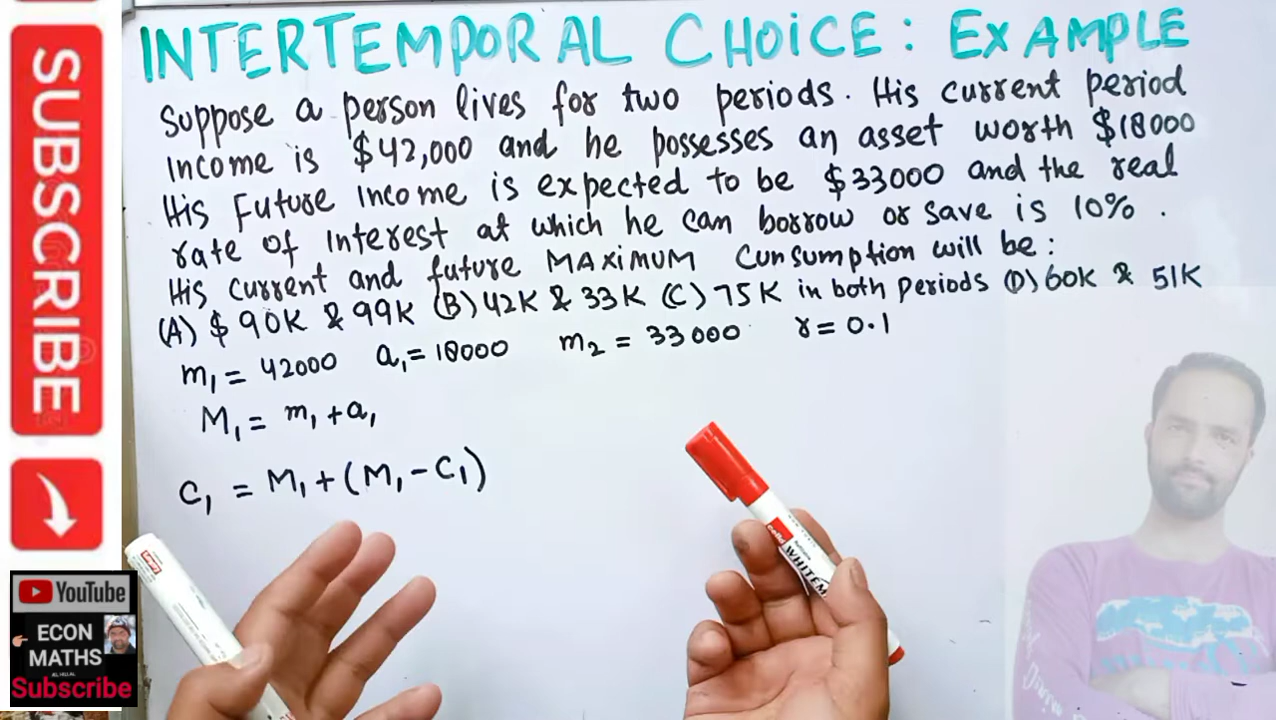 INTERTEMPORAL CHOICE: EXAMPLE
Suppose a person lives for two periods. His current period
income is $42,000 and he possesses an asset worth $18000
His Future Income is expected to be $33000 and the real
rate of interest at which he can borrow or save is 10%.
His current and future MAXIMUM Consumption will be:
(A) $90K & 99K (B) 42K & 33K (C) 75K in both Periods (D) 60K & 51K
m₁ = 42000 a₁ = 18000 m₂ = 33000 r = 0.1
M₁ = m₁ + a₁
C₁ = M₁ + (M₁ - C₁)
SUBSCRIBE
YouTube
ECON
MATHS
Subscribe
cello
WHITEM